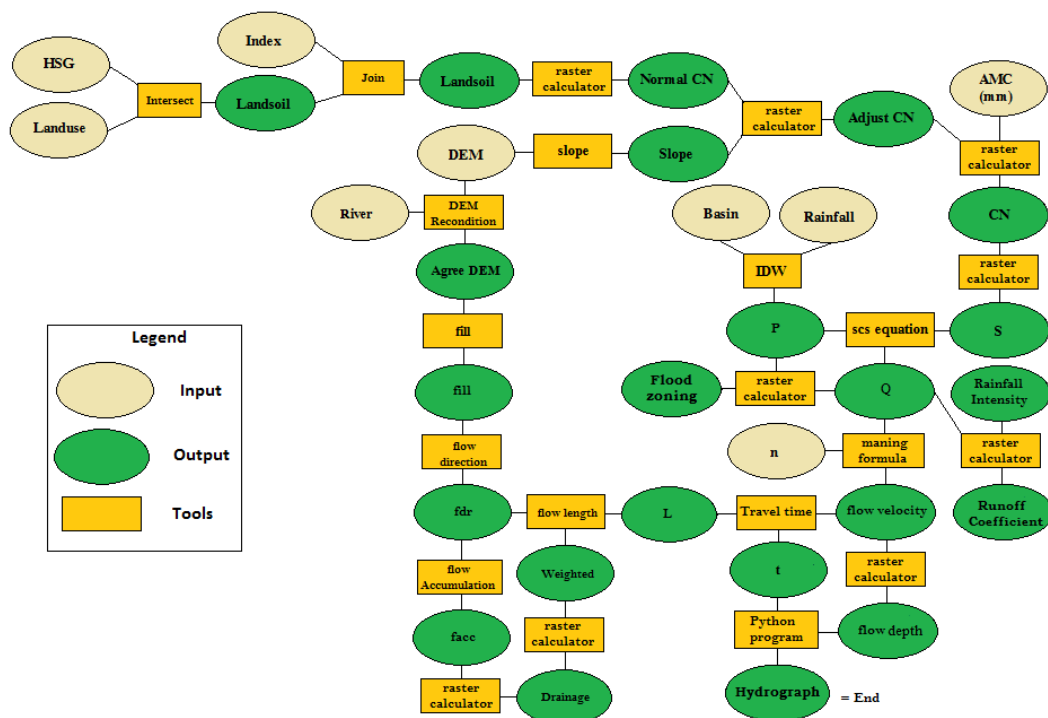 Index
AMC
(mm)
HSG
Join
Landsoil
raster
calculator
Normal CN
Intersect
Landsoil
raster
calculator
Adjust CN
Landuse
DEM
slope
Slope
raster
calculator
River
DEM
Recondition
Basin
Rainfall
CN
Agree DEM
IDW
raster
calculator
fill
P
scs equation
S
Legend
Input
Output
Tools
fill
Flood
zoning
raster
calculator
Q
Rainfall
Intensity
flow
direction
n
maning
formula
raster
calculator
fdr
flow length
L
Travel time
flow velocity
Runoff
Coefficient
flow
Accumulation
Weighted
t
raster
calculator
facc
raster
calculator
Python
program
flow depth
raster
calculator
Drainage
Hydrograph
= End